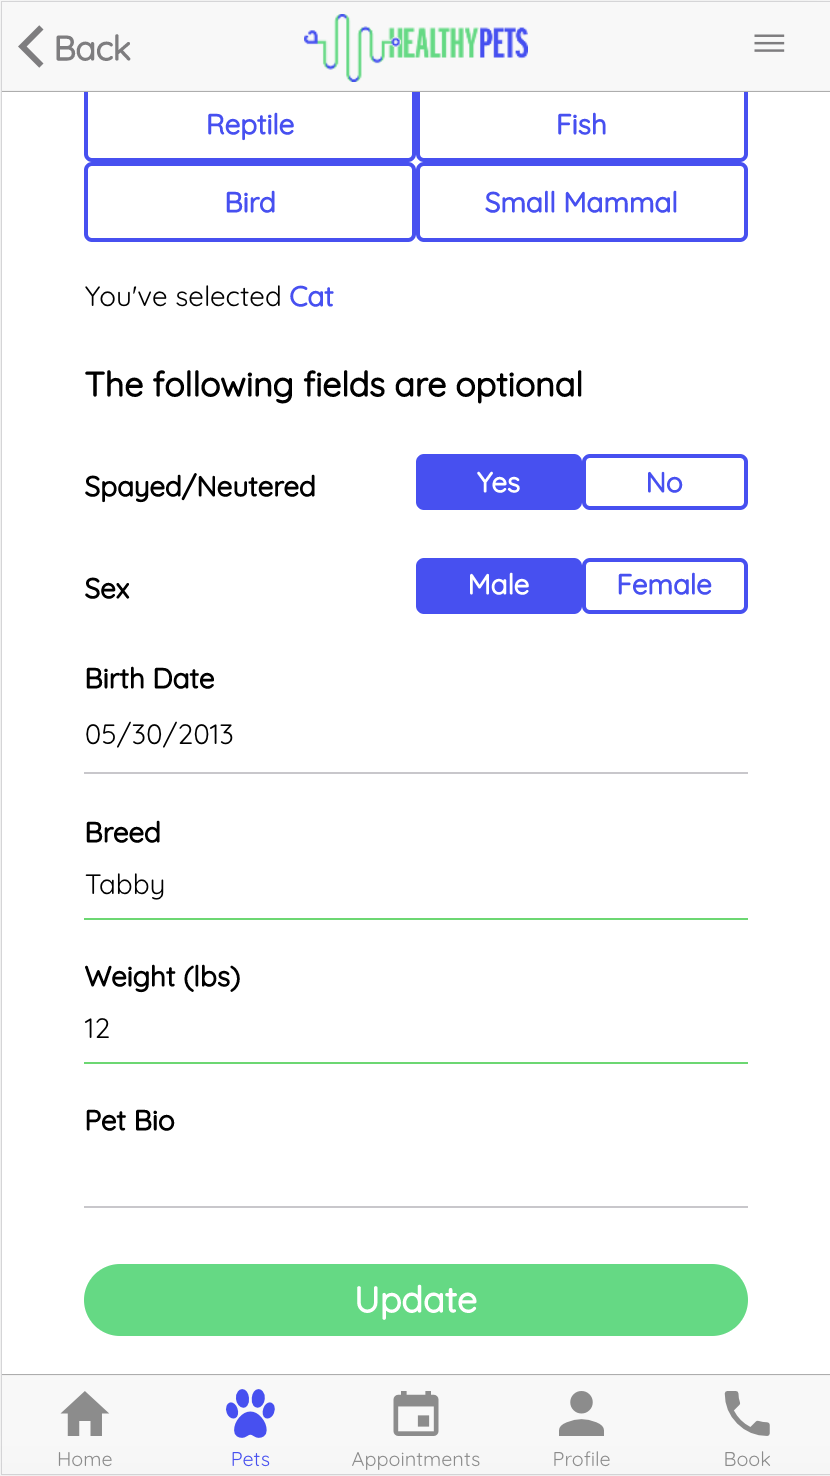 Back
HEALTHYPETS
Reptile
Fish
Bird
Small Mammal
You've selected Cat
The following fields are optional
Spayed/Neutered
Yes
No
Sex
Male
Female
Birth Date
05/30/2013
Breed
Tabby
Weight (lbs)
12
Pet Bio
Update
Home
Pets
Appointments
Profile
Book